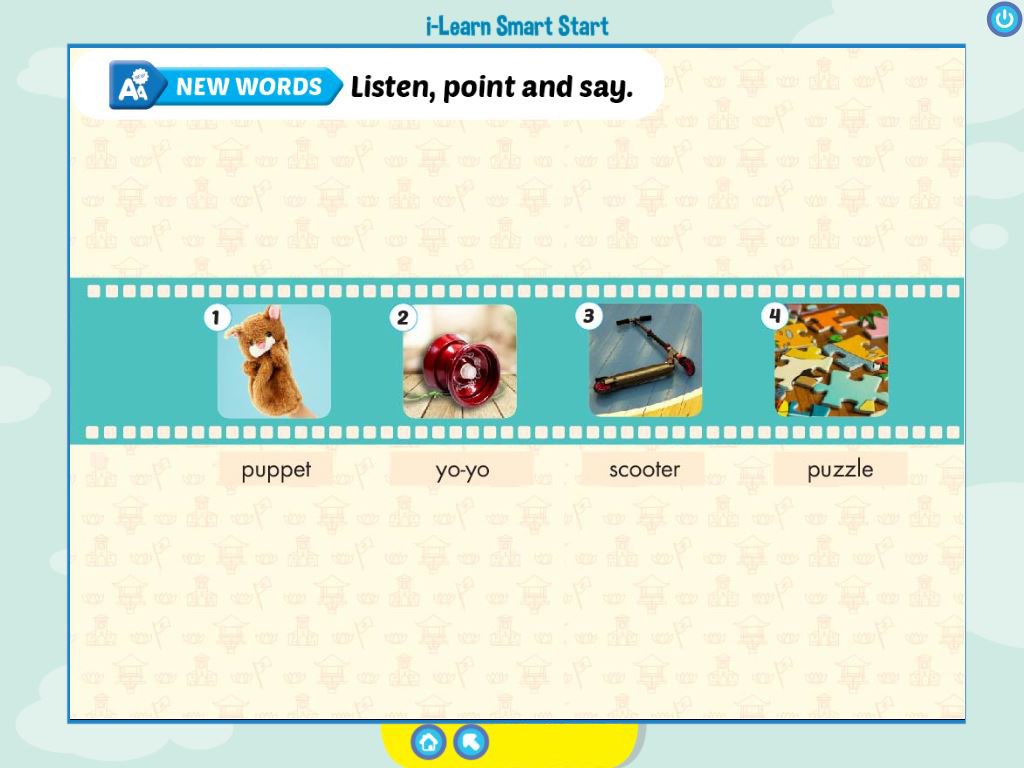 i-Learn Smart Start
NEW WORDS Listen, point and say.
1 2 3 4
puppet yo-yo scooter puzzle